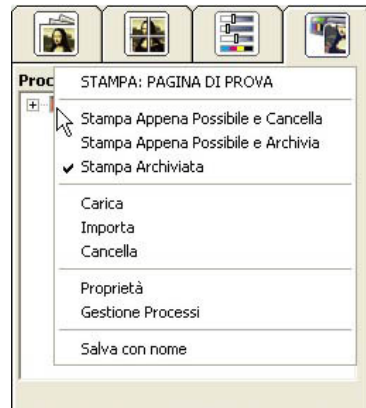 Proc
STAMPA: PAGINA DI PROVA
Stampa Appena Possibile e Cancella
Stampa Appena Possibile e Archivia
Stampa Archiviata
Carica
Importa
Cancella
Proprietà
Gestione Processi
Salva con nome